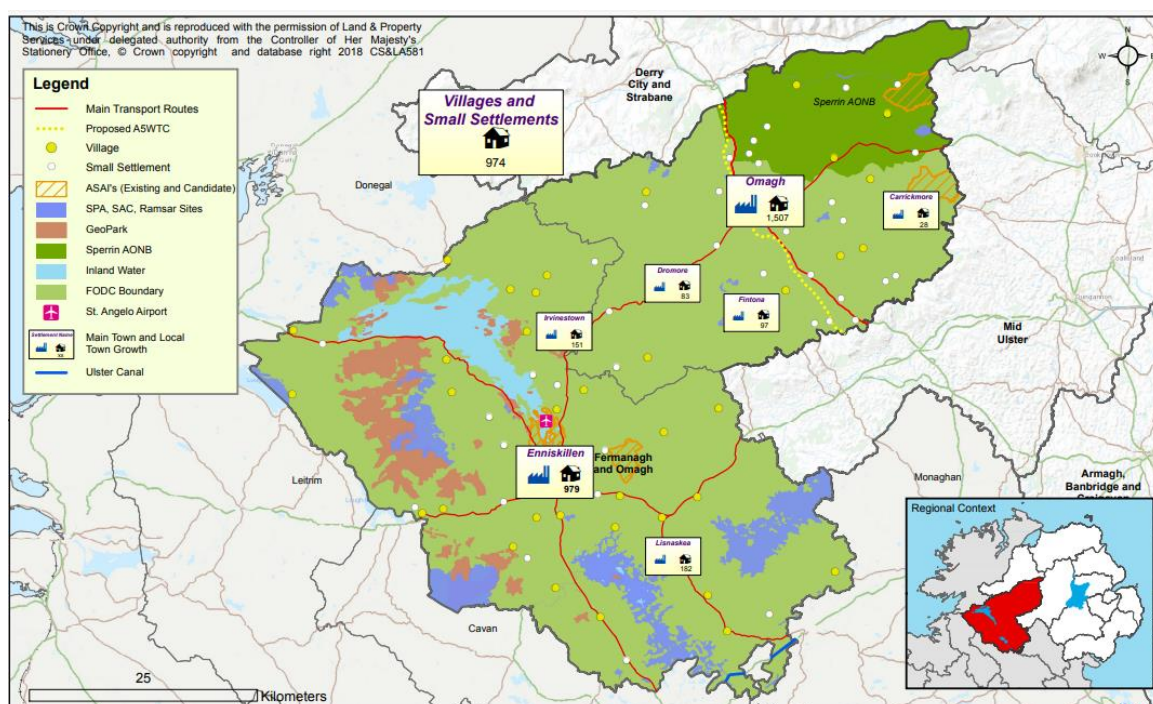 This is Crown Copyright and is reproduced with the permission of Land & Property
Services under delegated authority from the Controller of Her Majesty's
Stationery Office, © Crown copyright and database right 2018 CS&LA581
Legend
Main Transport Routes
Proposed A5WTC
Village
Small Settlement
ASAI's (Existing and Candidate)
SPA, SAC, Ramsar Sites
GeoPark
Sperrin AONB
Inland Water
FODC Boundary
St. Angelo Airport
Settlement Name
xx
Main Town and Local
Town Growth
Ulster Canal
Villages and
Small Settlements
974
N
W
E
S
Derry
City and
Strabane
Sperrin AONB
Donegal
Omagh
1,507
Carrickmore
28
Dromore
83
Fintona
97
Irvinestown
151
Mid
Ulster
Enniskillen
979
Fermanagh
and Omagh
Leitrim
Monaghan
Armagh,
Banbridge and
Lisnaskea
182
Cavan
Regional Context
25
Kilometers